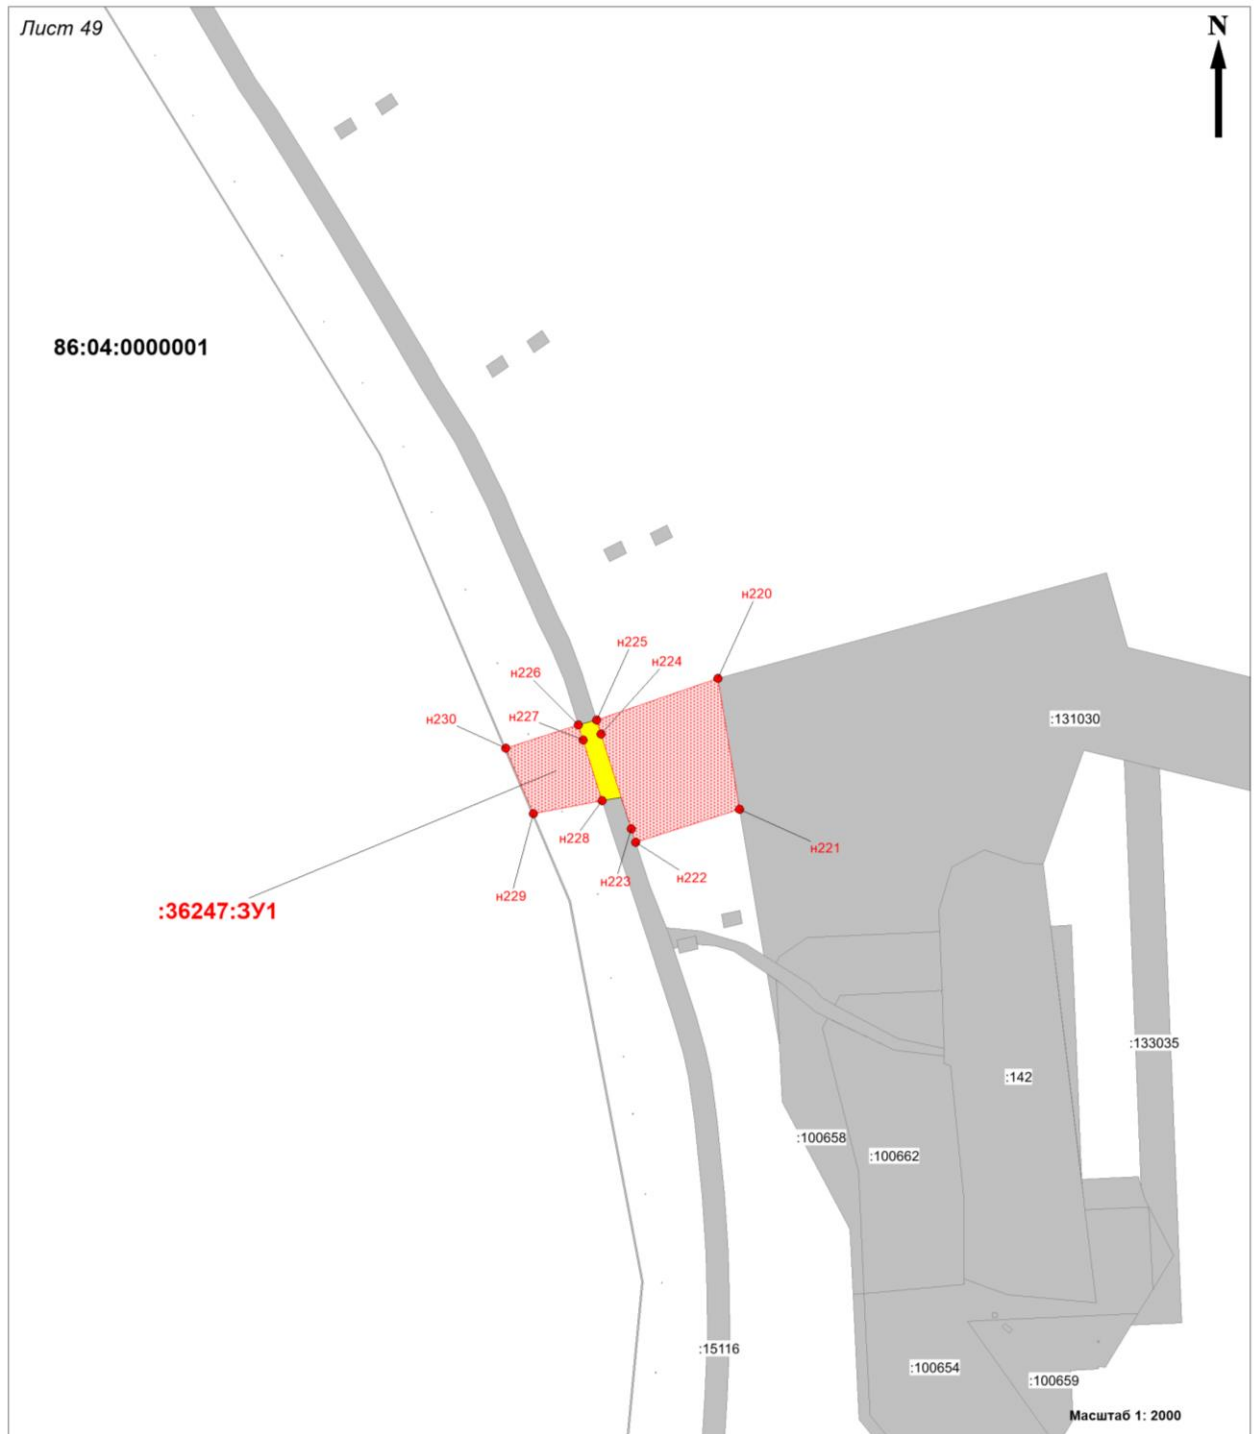 Лист 49
N
86:04:0000001
н220
н225
н224
н226
н227
н230
:131030
н228
н221
н223
н222
н229
:36247:ЗУ1
:133035
:142
:100658
:100662
:15116
:100654
:100659
Масштаб 1: 2000